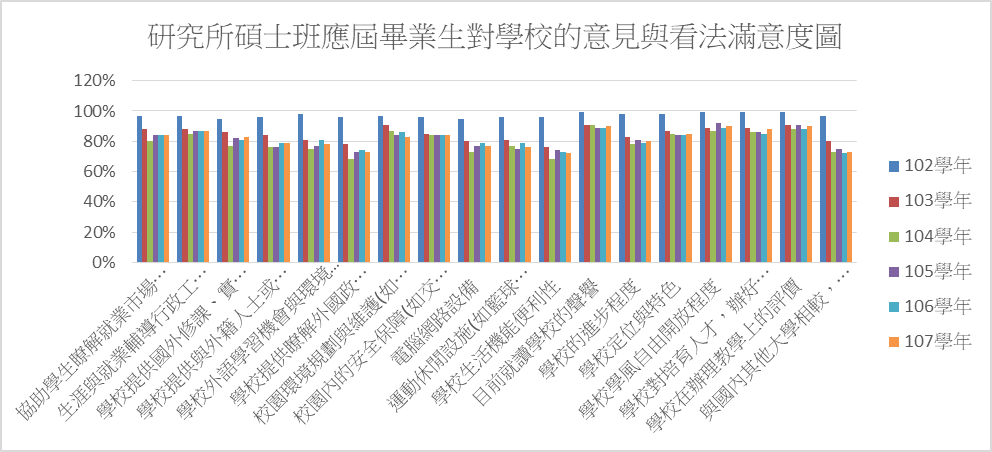 研究所碩士班應屆畢業生對學校的意見與看法滿意度圖
120%
100%
80%
60%
40%
20%
0%
協助學生瞭解就業市場…
生涯與就業輔導行政工…
學校提供國外修課、實…
學校提供與外籍人士或…
學校外語學習機會與環境…
學校提供瞭解外國政…
校園環境規劃與維護(如…
校園內的安全保障(如交…
電腦網路設備
運動休閒設施(如籃球…
學校生活機能便利性
目前就讀學校的聲譽
學校的進步程度
學校定位與特色
學校學風自由開放程度
學校對培育人才，辦好…
學校在辦理教學上的評價
與國內其他大學相較，…
102學年
103學年
104學年
105學年
106學年
107學年